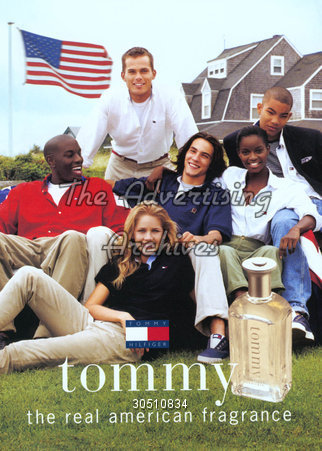 The Advertising
Archives
TOMMY
HILFIGER
tommy
tommy
30510834
the real american fragrance